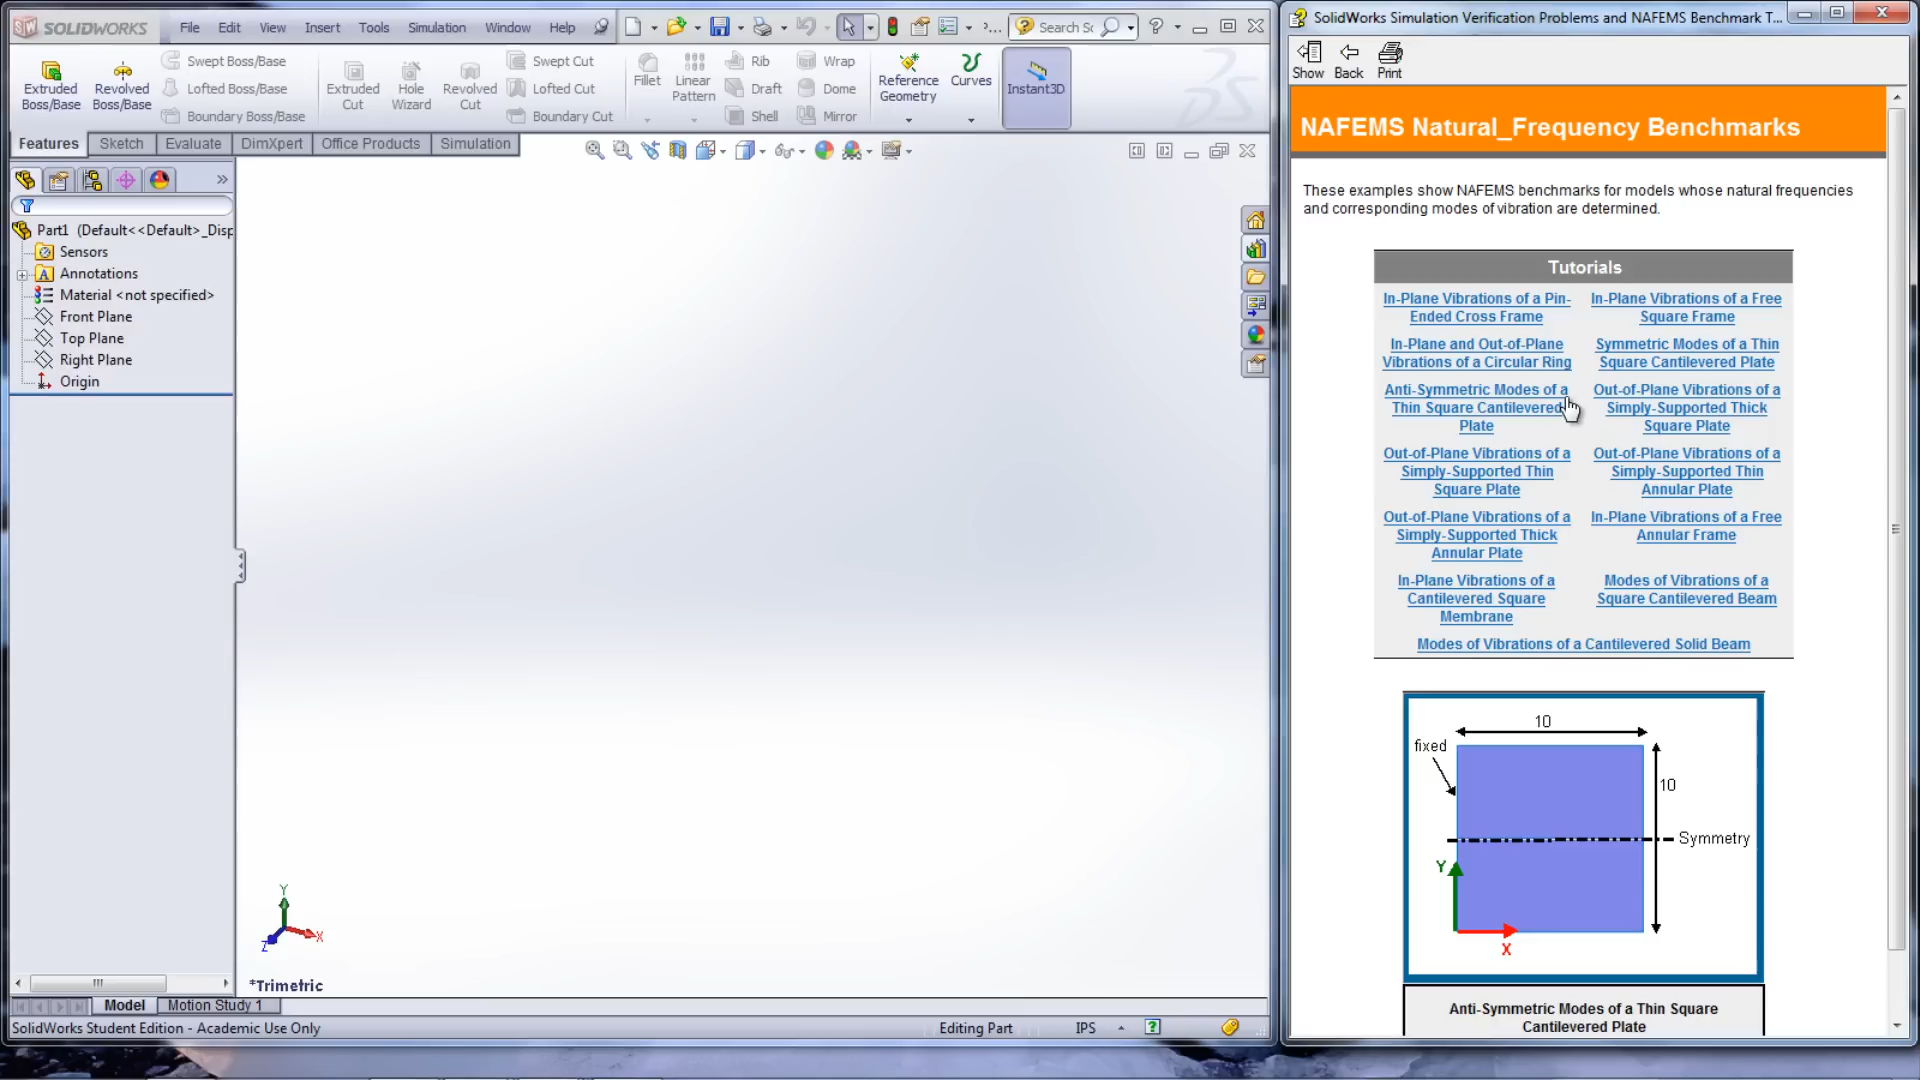 SOLIDWORKS
File Edit View Insert Tools Simulation Window Help
Search Sc
Extruded Boss/Base
Revolved Boss/Base
Swept Boss/Base
Lofted Boss/Base
Boundary Boss/Base
Extruded Cut
Hole Wizard
Revolved Cut
Swept Cut
Lofted Cut
Boundary Cut
Fillet
Linear Pattern
Rib
Draft
Shell
Wrap
Dome
Mirror
Reference Geometry
Curves
Instant3D
Features Sketch Evaluate DimXpert Office Products Simulation
Part1 (Default<<Default>_Disp
Sensors
Annotations
Material <not specified>
Front Plane
Top Plane
Right Plane
Origin
Y
X
Z
*Trimetric
Model Motion Study 1
SolidWorks Student Edition - Academic Use Only
Editing Part
IPS
SolidWorks Simulation Verification Problems and NAFEMS Benchmark T...
Show Back Print
NAFEMS Natural_Frequency Benchmarks
These examples show NAFEMS benchmarks for models whose natural frequencies
and corresponding modes of vibration are determined.
Tutorials
In-Plane Vibrations of a Pin-
Ended Cross Frame
In-Plane Vibrations of a Free
Square Frame
In-Plane and Out-of-Plane
Vibrations of a Circular Ring
Symmetric Modes of a Thin
Square Cantilevered Plate
Anti-Symmetric Modes of a
Thin Square Cantilevered
Plate
Out-of-Plane Vibrations of a
Simply-Supported Thick
Square Plate
Out-of-Plane Vibrations of a
Simply-Supported Thin
Square Plate
Out-of-Plane Vibrations of a
Simply-Supported Thin
Annular Plate
Out-of-Plane Vibrations of a
Simply-Supported Thick
Annular Plate
In-Plane Vibrations of a Free
Annular Frame
In-Plane Vibrations of a
Cantilevered Square
Membrane
Modes of Vibrations of a
Square Cantilevered Beam
Modes of Vibrations of a Cantilevered Solid Beam
10
fixed
10
Symmetry
Y
X
Anti-Symmetric Modes of a Thin Square
Cantilevered Plate